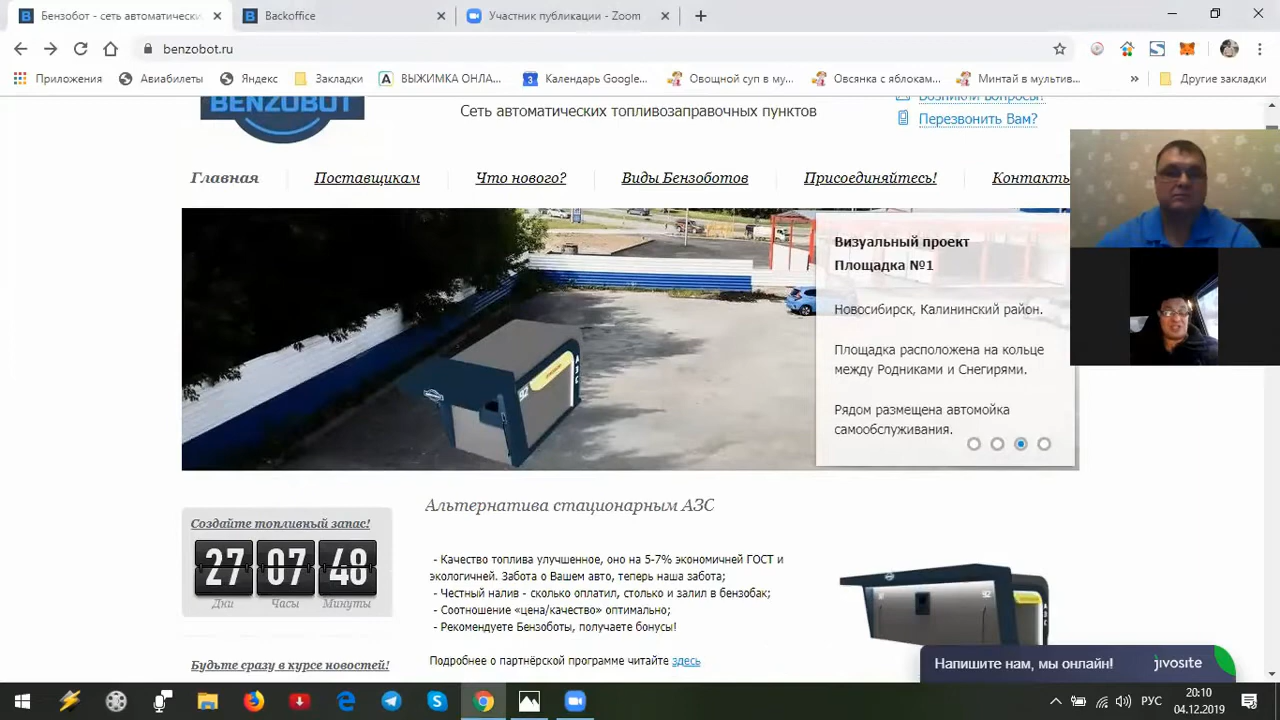 Бензобот - сеть автоматически
Backoffice
Участник публикации - Zoom
benzobot.ru
Приложения
Авиабилеты
Яндекс
Закладки
ВЫЖИМКА ОНЛА...
Календарь Google...
Овощной суп в му...
Овсянка с яблокам...
Минтай в мультив...
»
Другие закладки
BENZOBOT
Сеть автоматических топливозаправочных пунктов
Возникли вопросы?
Перезвонить Вам?
Главная
Поставщикам
Что нового?
Виды Бензоботов
Присоединяйтесь!
Контакты
Визуальный проект
Площадка №1
Новосибирск, Калининский район.
Площадка расположена на кольце
между Родниками и Снегирями.
Рядом размещена автомойка
самообслуживания.
Создайте топливный запас!
27 07 48
Дни Часы Минуты
Будьте сразу в курсе новостей!
Альтернатива стационарным АЗС
- Качество топлива улучшенное, оно на 5-7% экономичней ГОСТ и
экологичней. Забота о Вашем авто, теперь наша забота;
- Честный налив - сколько оплатил, столько и залил в бензобак;
- Соотношение «цена/качество» оптимально;
- Рекомендуете Бензоботы, получаете бонусы!
Подробнее о партнёрской программе читайте здесь
Напишите нам, мы онлайн!
jivosite
РУС
20:10
04.12.2019